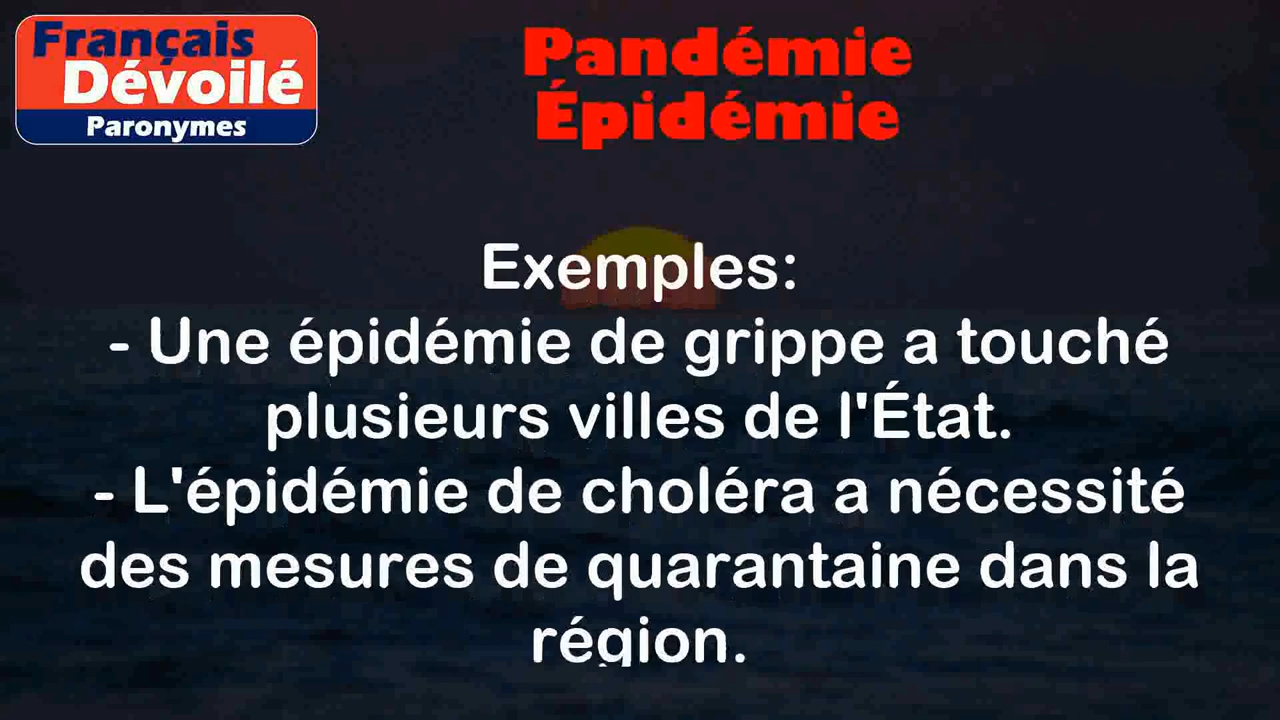 Français
Dévoilé
Paronymes
Pandémie
Épidémie
Exemples:
- Une épidémie de grippe a touché
plusieurs villes de l'État.
- L'épidémie de choléra a nécessité
des mesures de quarantaine dans la
région.